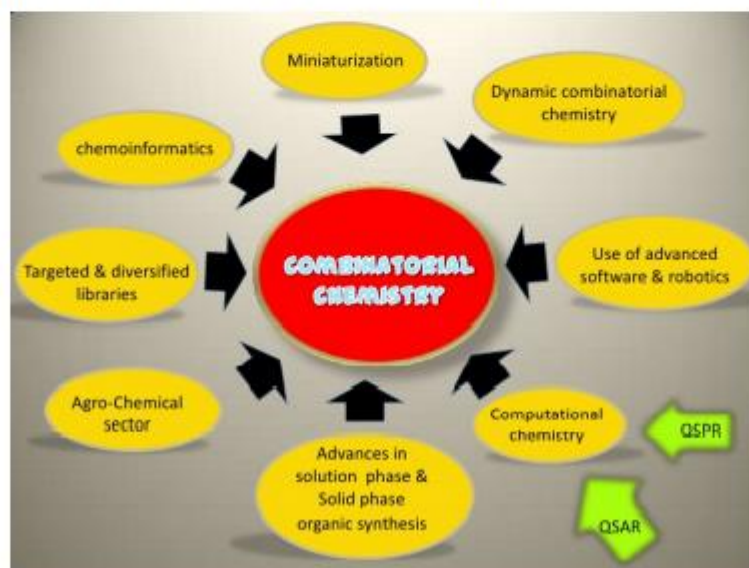 Miniaturization
Dynamic combinatorial
chemistry
chemoinformatics
Targeted & diversified
libraries
COMBINATORIAL
CHEMISTRY
Use of advanced
software & robotics
Agro-Chemical
sector
Computational
chemistry
QSPR
Advances in
solution phase &
Solid phase
organic synthesis
QSAR